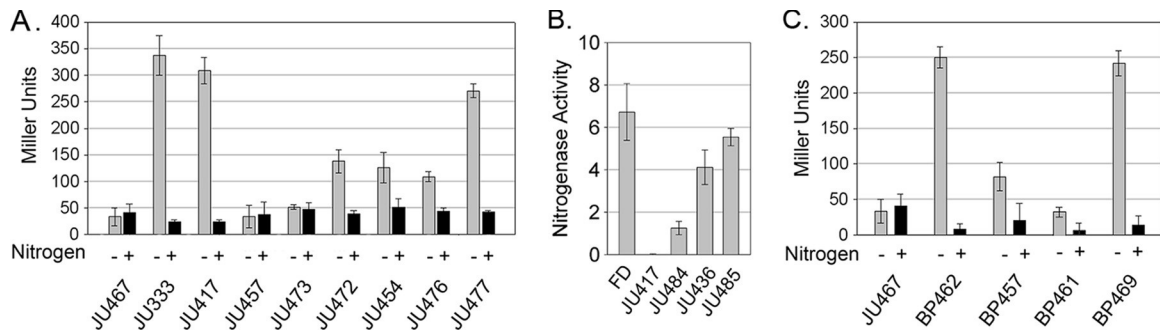 A.
Miller Units
400
350
300
250
200
150
100
50
0
Nitrogen - + - + - + - + - + - + - + - + - +
JU467 JU333 JU417 JU457 JU473 JU472 JU454 JU476 JU477
B.
Nitrogenase Activity
10
8
6
4
2
0
FD JU417 JU484 JU436 JU485
C.
Miller Units
300
250
200
150
100
50
0
Nitrogen - + - + - + - + - +
JU467 BP462 BP457 BP461 BP469